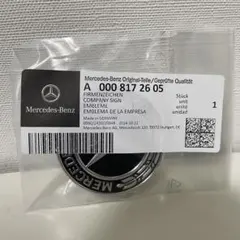 Mercedes-Benz Original-Teile/Geprüfte Qualität
A 000 817 26 05
FIRMENZEICHEN
COMPANY SIGN
EMBLEME
EMBLEMA DE LA EMPRESA
Stück
unit
unité
unidad
1
Made in GERMANY
Mercedes-Benz
MERCEDES